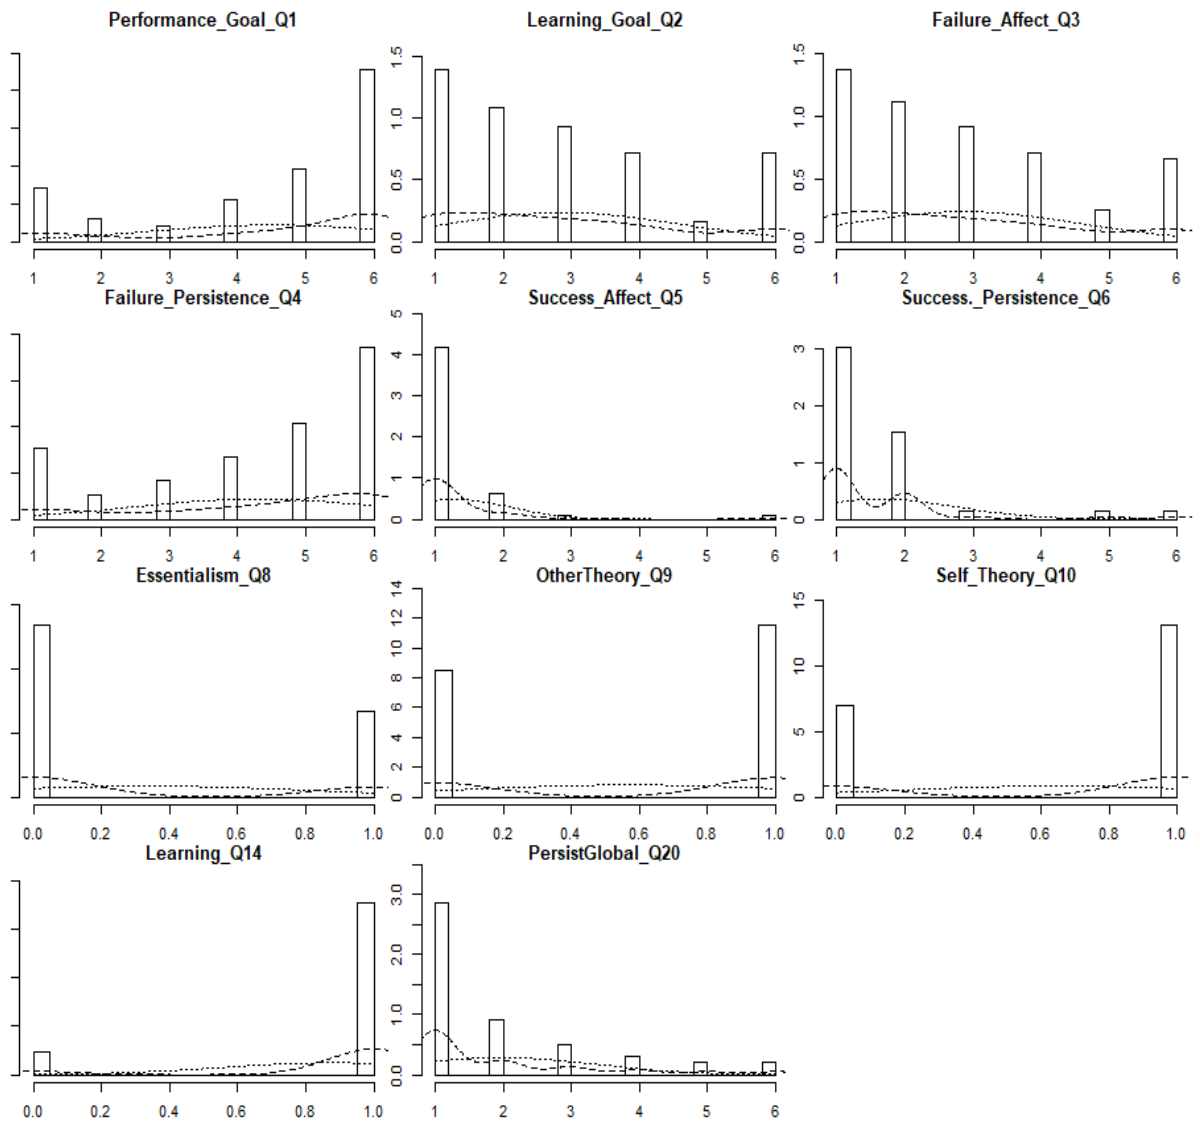 Performance_Goal_Q1
Learning_Goal_Q2
Failure_Affect_Q3
1.5
1.0
0.5
0.0
1.5
1.0
0.5
0.0
1 2 3 4 5 6
1 2 3 4 5 6
1 2 3 4 5 6
Failure_Persistence_Q4
Success_Affect_Q5
Success._Persistence_Q6
5
4
3
2
1
0
3
2
1
0
1 2 3 4 5 6
1 2 3 4 5 6
1 2 3 4 5 6
Essentialism_Q8
OtherTheory_Q9
Self_Theory_Q10
14
12
10
8
6
4
2
0
15
10
5
0
0.0 0.2 0.4 0.6 0.8 1.0
0.0 0.2 0.4 0.6 0.8 1.0
0.0 0.2 0.4 0.6 0.8 1.0
Learning_Q14
PersistGlobal_Q20
3.0
2.0
1.0
0.0
0.0 0.2 0.4 0.6 0.8 1.0
1 2 3 4 5 6